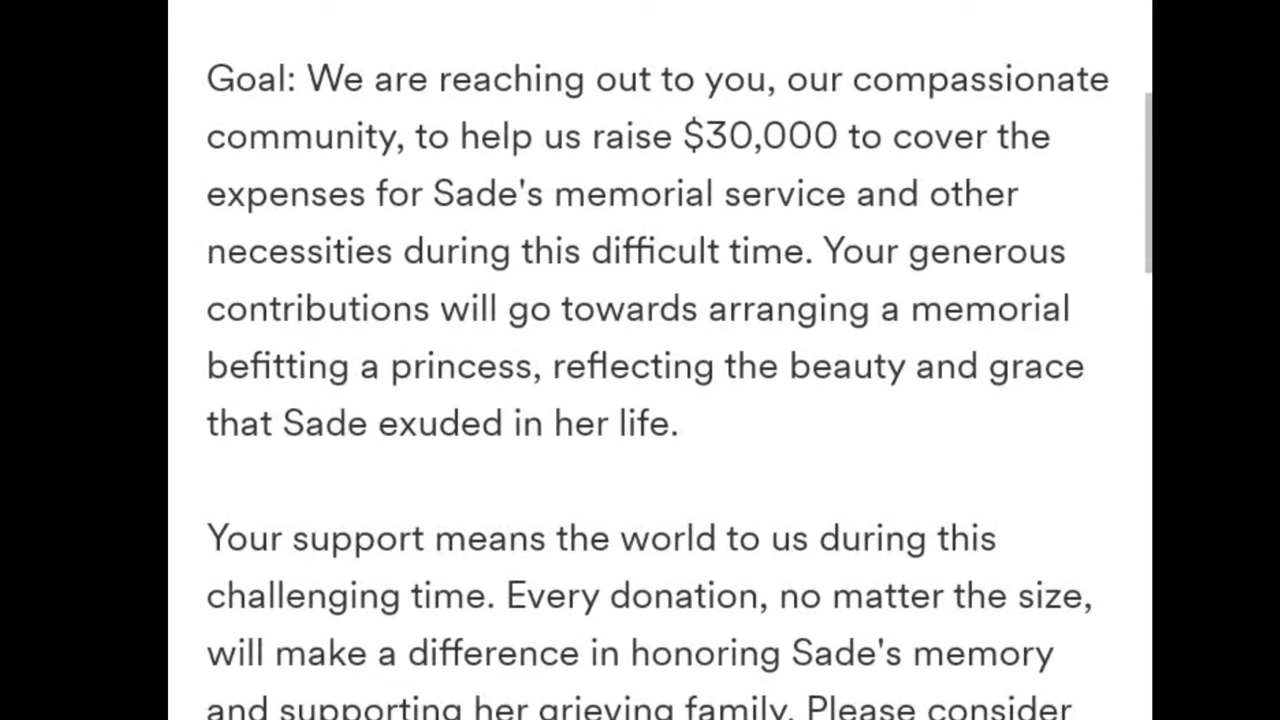 Goal: We are reaching out to you, our compassionate
community, to help us raise $30,000 to cover the
expenses for Sade's memorial service and other
necessities during this difficult time. Your generous
contributions will go towards arranging a memorial
befitting a princess, reflecting the beauty and grace
that Sade exuded in her life.
Your support means the world to us during this
challenging time. Every donation, no matter the size,
will make a difference in honoring Sade's memory
and supporting her grieving family. Please consider